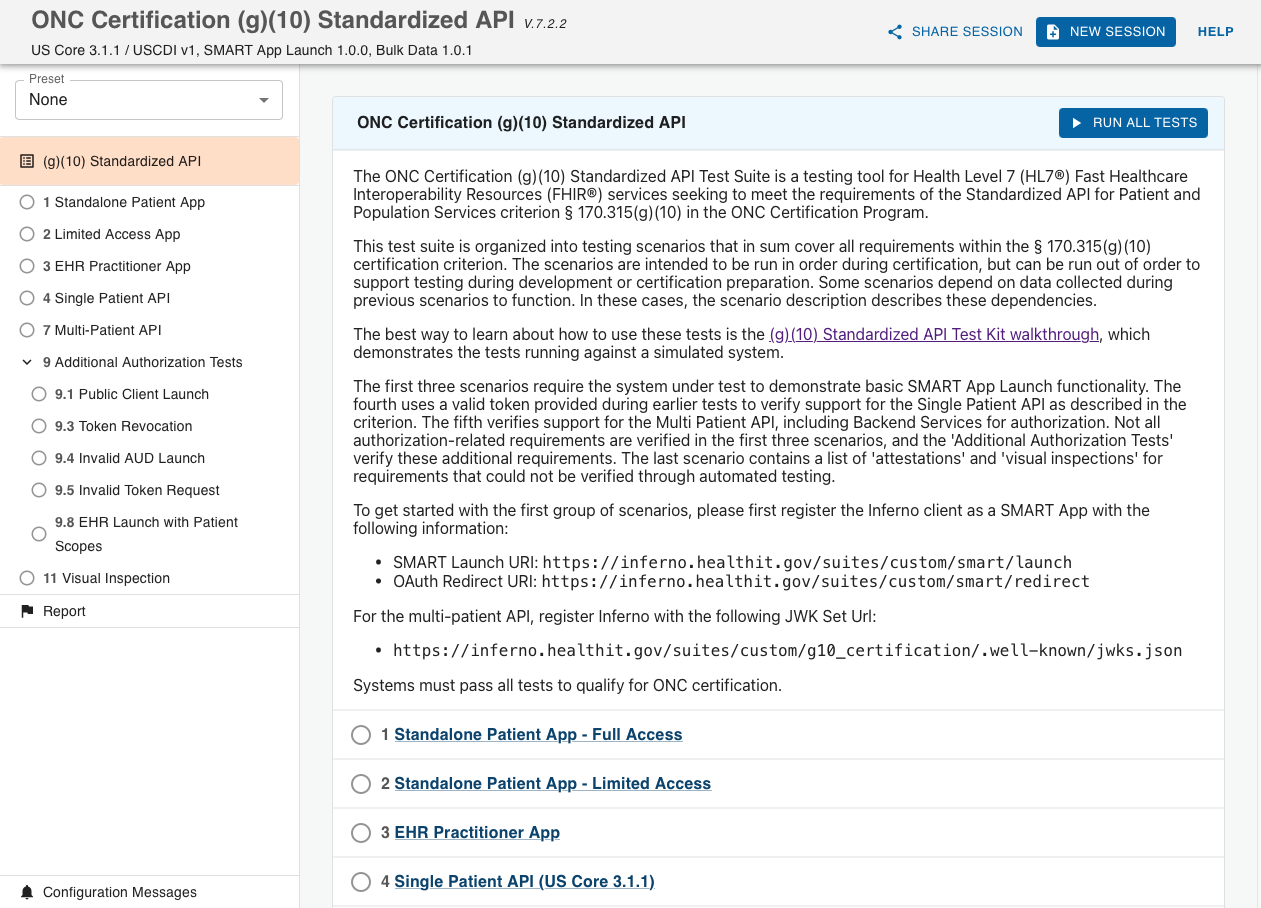 ONC Certification (g)(10) Standardized API V.7.2.2
US Core 3.1.1 / USCDI v1, SMART App Launch 1.0.0, Bulk Data 1.0.1
SHARE SESSION
NEW SESSION
HELP
Preset
None
(g)(10) Standardized API
1 Standalone Patient App
2 Limited Access App
3 EHR Practitioner App
4 Single Patient API
7 Multi-Patient API
9 Additional Authorization Tests
9.1 Public Client Launch
9.3 Token Revocation
9.4 Invalid AUD Launch
9.5 Invalid Token Request
9.8 EHR Launch with Patient
Scopes
11 Visual Inspection
Report
Configuration Messages
ONC Certification (g)(10) Standardized API
RUN ALL TESTS
The ONC Certification (g)(10) Standardized API Test Suite is a testing tool for Health Level 7 (HL7®) Fast Healthcare
Interoperability Resources (FHIR®) services seeking to meet the requirements of the Standardized API for Patient and
Population Services criterion § 170.315(g)(10) in the ONC Certification Program.
This test suite is organized into testing scenarios that in sum cover all requirements within the § 170.315(g)(10)
certification criterion. The scenarios are intended to be run in order during certification, but can be run out of order to
support testing during development or certification preparation. Some scenarios depend on data collected during
previous scenarios to function. In these cases, the scenario description describes these dependencies.
The best way to learn about how to use these tests is the (g)(10) Standardized API Test Kit walkthrough, which
demonstrates the tests running against a simulated system.
The first three scenarios require the system under test to demonstrate basic SMART App Launch functionality. The
fourth uses a valid token provided during earlier tests to verify support for the Single Patient API as described in the
criterion. The fifth verifies support for the Multi Patient API, including Backend Services for authorization. Not all
authorization-related requirements are verified in the first three scenarios, and the 'Additional Authorization Tests'
verify these additional requirements. The last scenario contains a list of 'attestations' and 'visual inspections' for
requirements that could not be verified through automated testing.
To get started with the first group of scenarios, please first register the Inferno client as a SMART App with the
following information:
• SMART Launch URI: https://inferno.healthit.gov/suites/custom/smart/launch
• OAuth Redirect URI: https://inferno.healthit.gov/suites/custom/smart/redirect
For the multi-patient API, register Inferno with the following JWK Set Url:
• https://inferno.healthit.gov/suites/custom/g10_certification/.well-known/jwks.json
Systems must pass all tests to qualify for ONC certification.
1 Standalone Patient App - Full Access
2 Standalone Patient App - Limited Access
3 EHR Practitioner App
4 Single Patient API (US Core 3.1.1)